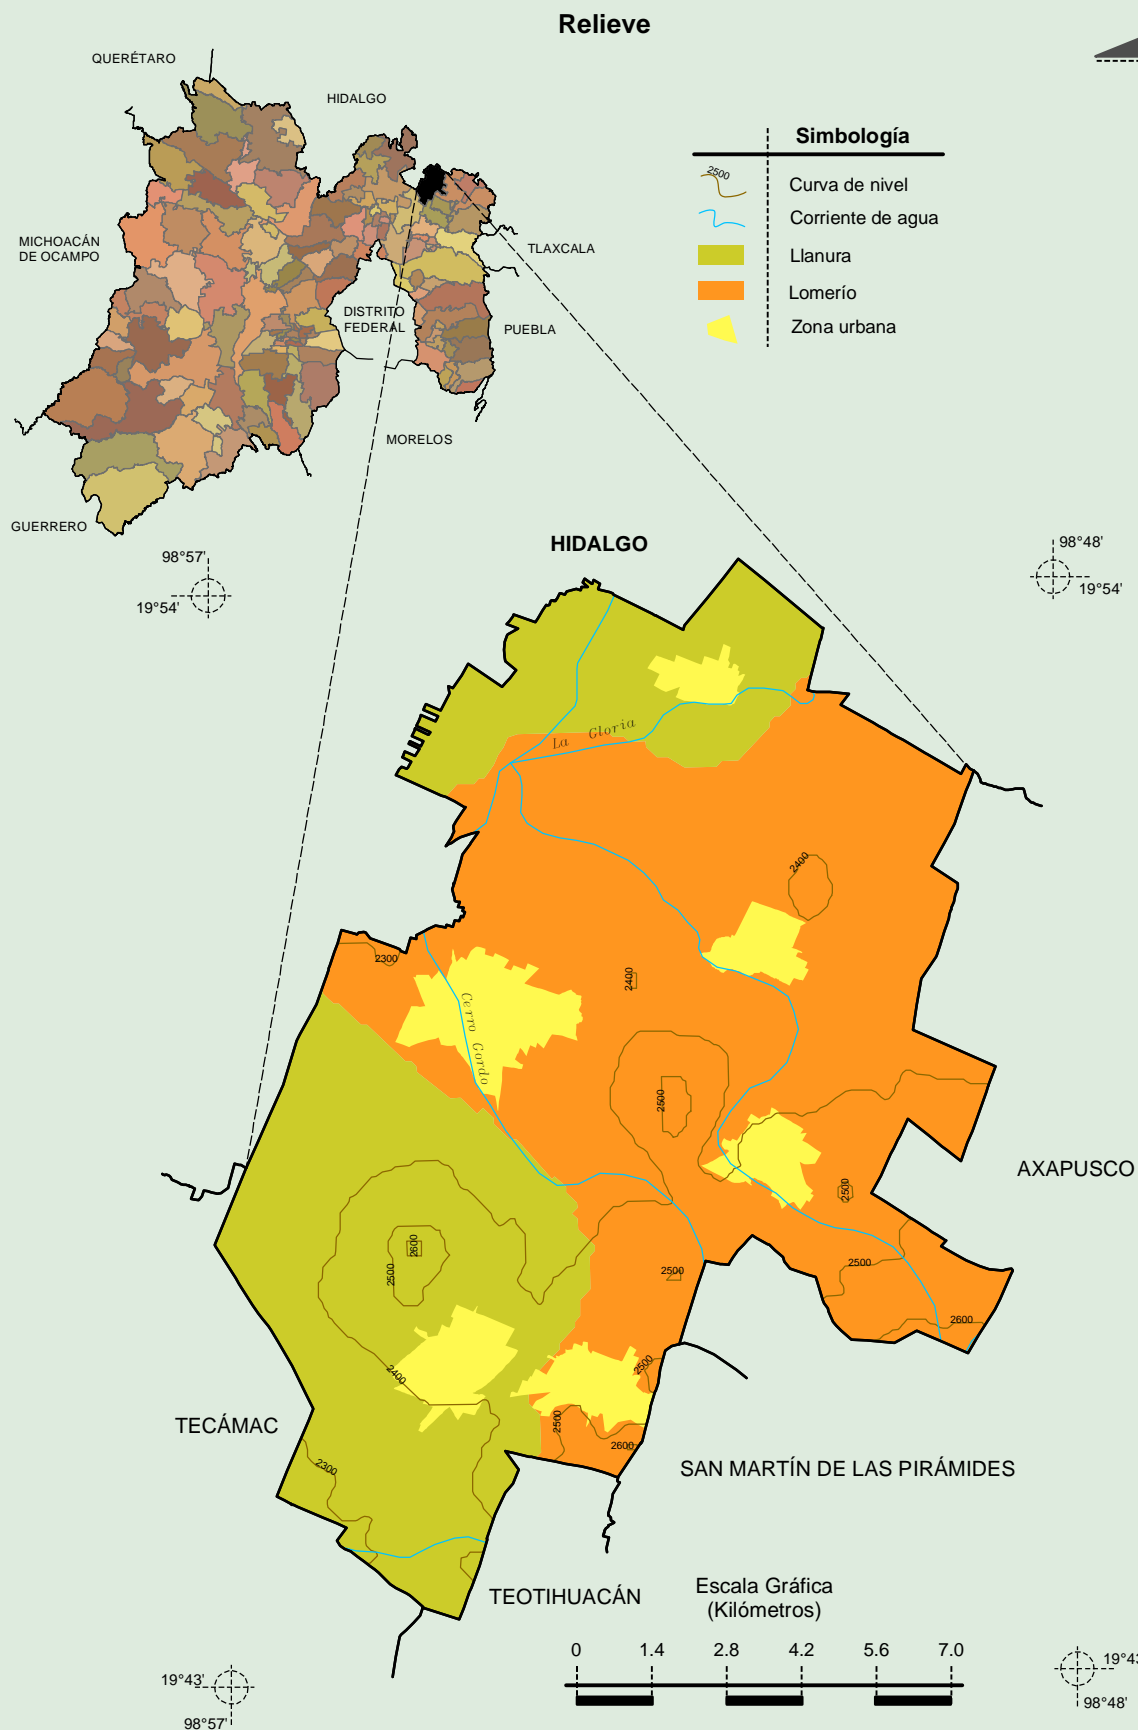 Relieve
QUERÉTARO
HIDALGO
MICHOACÁN
DE OCAMPO
TLAXCALA
DISTRITO
FEDERAL
PUEBLA
MORELOS
GUERRERO
Simbología
2500
Curva de nivel
Corriente de agua
Llanura
Lomerío
Zona urbana
98°57'
19°54'
HIDALGO
98°48'
19°54'
La Gloria
2400
2300
2400
Cerro Gordo
2500
AXAPUSCO
2500
2600
2500
2500
2500
2600
2500
2400
2500
2600
2300
TECÁMAC
SAN MARTÍN DE LAS PIRÁMIDES
TEOTIHUACÁN
Escala Gráfica
(Kilómetros)
0 1.4 2.8 4.2 5.6 7.0
19°43'
98°57'
19°43
98°48'